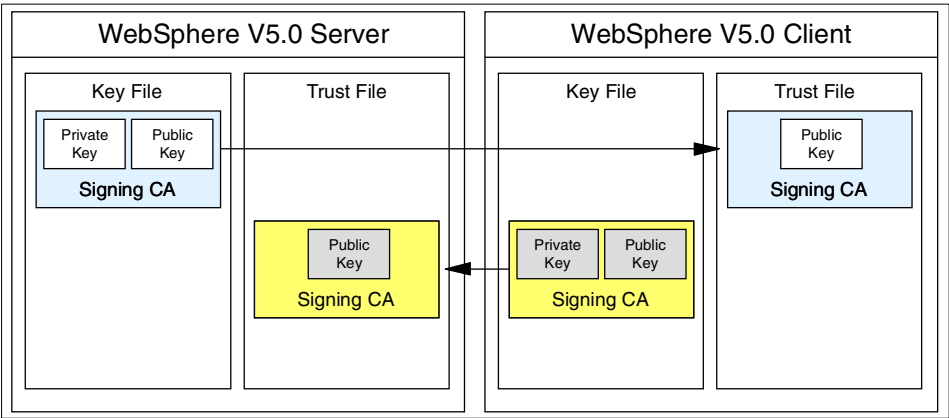 WebSphere V5.0 Server
Key File
Private
Key
Public
Key
Signing CA
Trust File
Public
Key
Signing CA
WebSphere V5.0 Client
Key File
Private
Key
Public
Key
Signing CA
Trust File
Public
Key
Signing CA